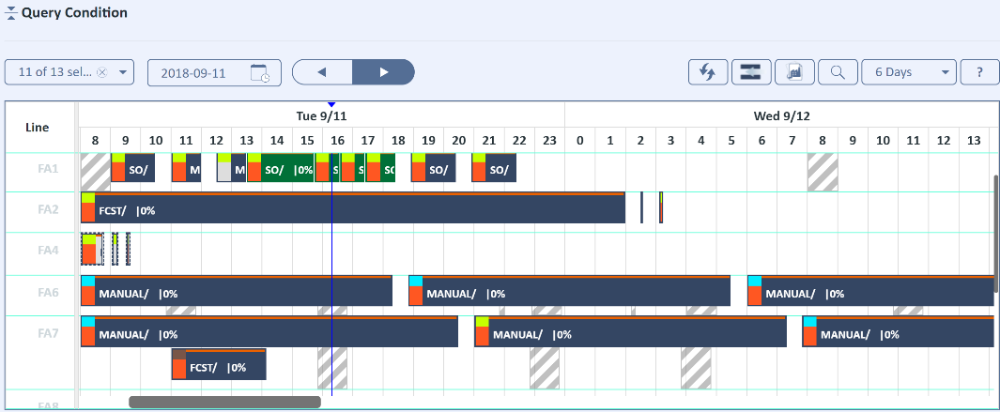 Query Condition
11 of 13 sel...
2018-09-11
6 Days
?
Line
Tue 9/11
Wed 9/12
8 9 10 11 12 13 14 15 16 17 18 19 20 21 22 23 0 1 2 3 4 5 6 7 8 9 10 11 12 13
FA1 SO/ M M SO/ |0% S S SO SO/ SO/
FA2 FCST/ |0%
FA4
FA6 MANUAL/ |0% MANUAL/ |0% MANUAL/ |0%
FA7 MANUAL/ |0% MANUAL/ |0% MANUAL/ |0%
FCST/ |0%
FA8